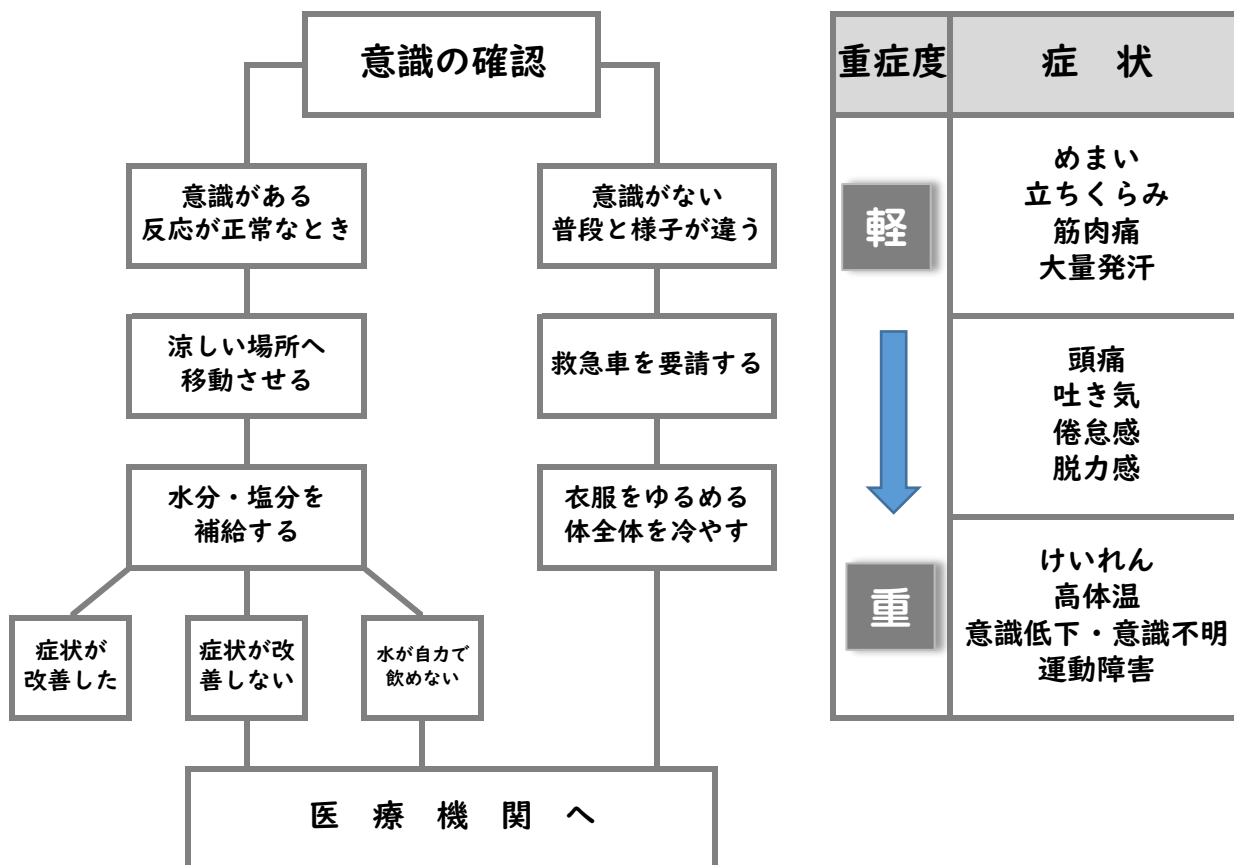 意識の確認
意識がある
反応が正常なとき
意識がない
普段と様子が違う
涼しい場所へ
移動させる
救急車を要請する
水分・塩分を
補給する
衣服をゆるめる
体全体を冷やす
症状が
改善した
症状が改
善しない
水が自力で
飲めない
医 療 機 関 へ
重症度
症 状
軽
めまい
立ちくらみ
筋肉痛
大量発汗
頭痛
吐き気
倦怠感
脱力感
重
けいれん
高体温
意識低下・意識不明
運動障害